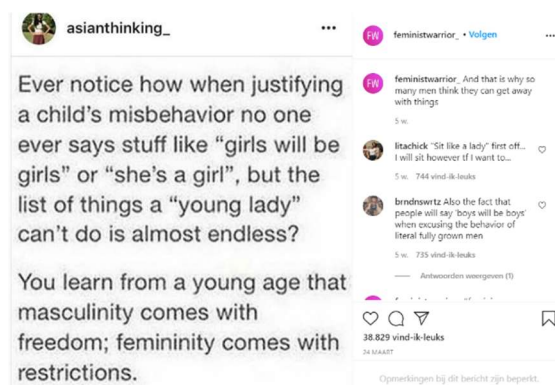 asianthinking_
Ever notice how when justifying
a child's misbehavior no one
ever says stuff like "girls will be
girls" or "she's a girl", but the
list of things a "young lady"
can't do is almost endless?
You learn from a young age that
masculinity comes with
freedom; femininity comes with
restrictions.
FW
feministwarrior_ • Volgen
FW
feministwarrior_ And that is why so
many men think they can get away
with things
5 w.
litachick "Sit like a lady" first off...
I will sit however tf I want to...
5 w. 744 vind-ik-leuks
brndnswrtz Also the fact that
people will say 'boys will be boys'
when excusing the behavior of
literal fully grown men
5 w. 735 vind-ik-leuks
Antwoorden weergeven (1)
38.829 vind-ik-leuks
24 MAART
Opmerkingen bij dit bericht zijn beperkt.